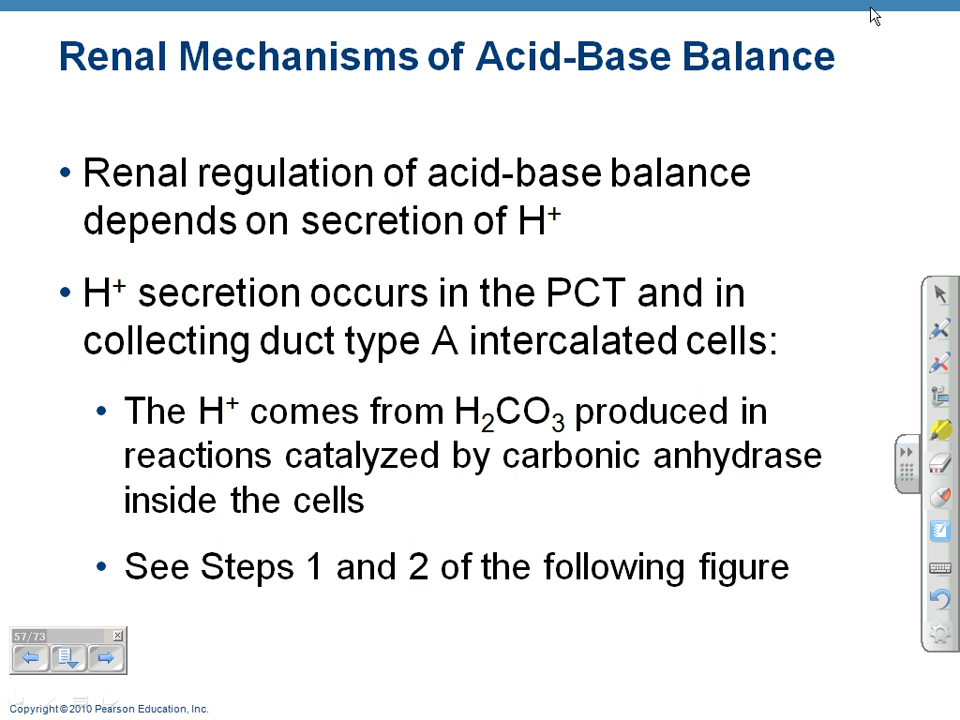 Renal Mechanisms of Acid-Base Balance
• Renal regulation of acid-base balance
depends on secretion of H⁺
• H⁺ secretion occurs in the PCT and in
collecting duct type A intercalated cells:
• The H⁺ comes from H₂CO₃ produced in
reactions catalyzed by carbonic anhydrase
inside the cells
• See Steps 1 and 2 of the following figure
57/73
Copyright © 2010 Pearson Education, Inc.